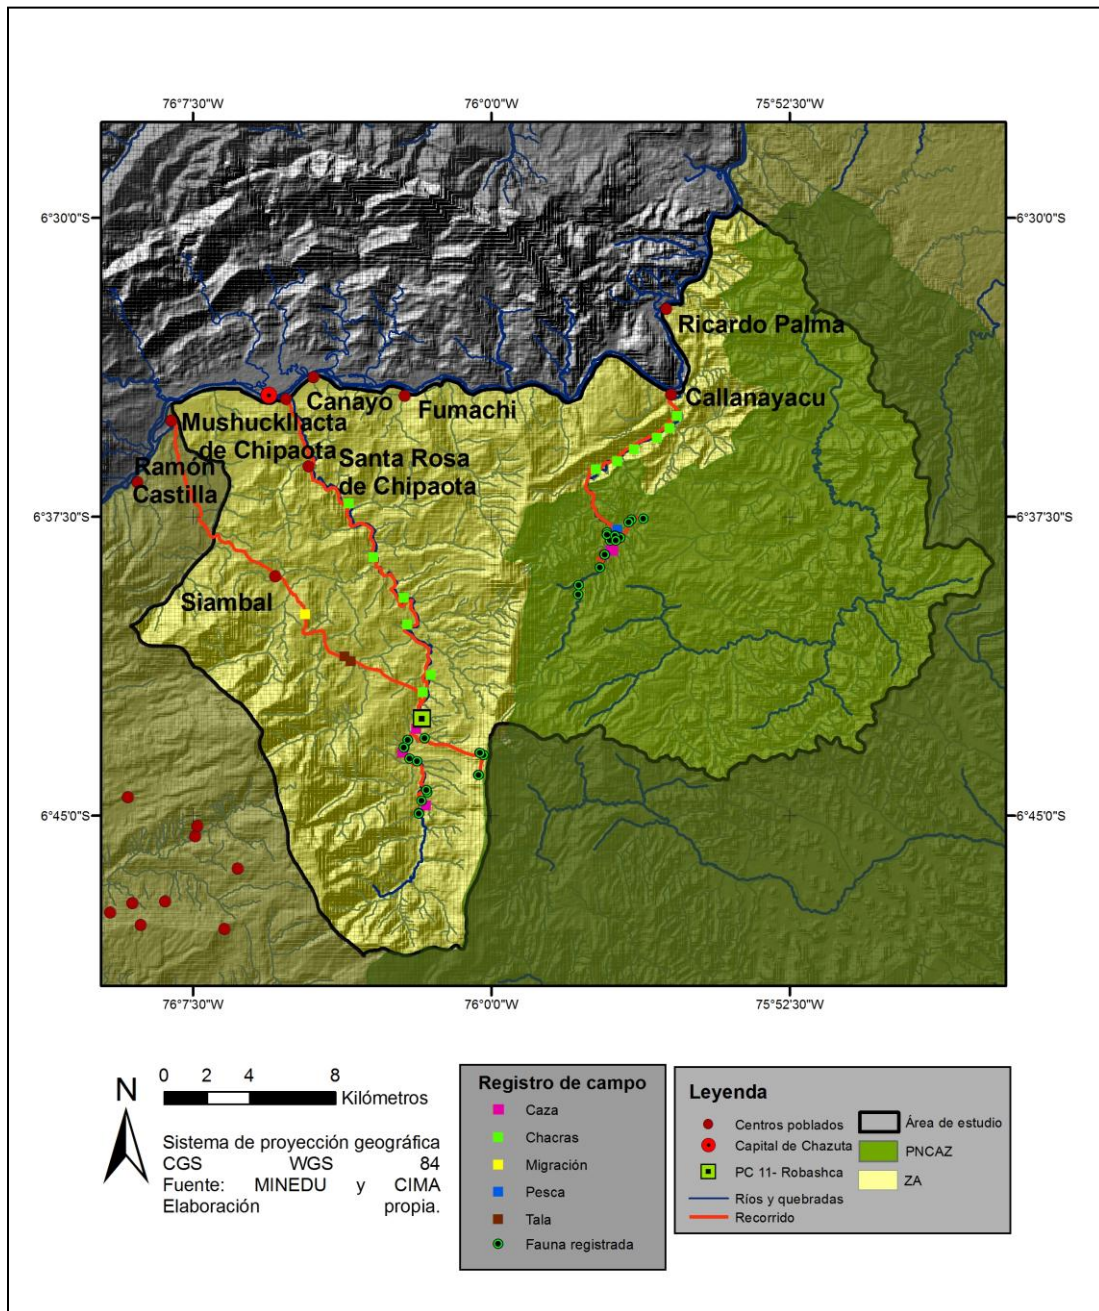 76°7'30"W
76°0'0"W
75°52'30"W
6°30'0"S
6°30'0"S
Ricardo Palma
Canayo
Fumachi
Callanayacu
Mushuckllacta
de Chipaota
Ramón
Castilla
Santa Rosa
de Chipaota
6°37'30"S
6°37'30"S
Siambal
6°45'0"S
6°45'0"S
76°7'30"W
76°0'0"W
75°52'30"W
N
0 2 4 8
Kilómetros
Sistema de proyección geográfica
CGS WGS 84
Fuente: MINEDU y CIMA
Elaboración propia.
Registro de campo
Caza
Chacras
Migración
Pesca
Tala
Fauna registrada
Leyenda
Centros poblados
Capital de Chazuta
PC 11- Robashca
Ríos y quebradas
Recorrido
Área de estudio
PNCAZ
ZA